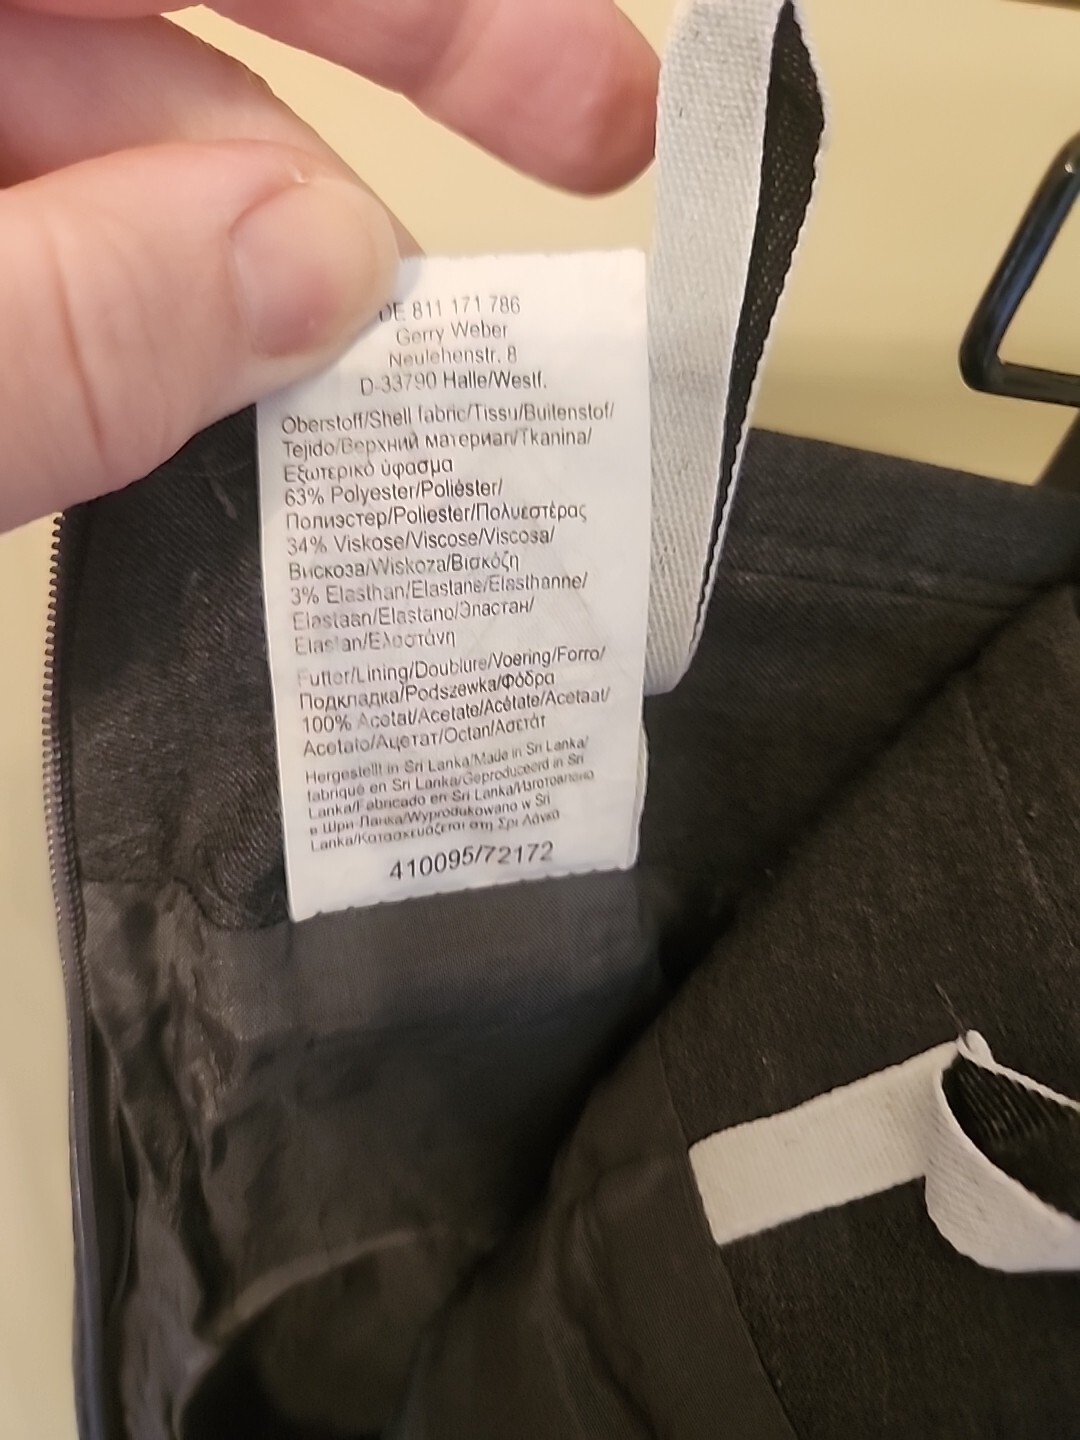 DE 811 171 786
Gerry Weber
Neulehenstr. 8
D-33790 Halle/Westf.
Oberstoff/Shell fabric/Tissu/Buitenstof/
Tejido/Верхний материал/Tkanina/
Εξωτερικό ύφασμα
63% Polyester/Poliéster/
Полиэстер/Poliester/Πολυεστέρας
34% Viskose/Viscose/Viscosa/
Вискоза/Wiskoza/Βισκόζη
3% Elasthan/Elastane/Elasthanne/
Elastaan/Elastano/Эластан/
Elastan/Ελαστάνη
Futter/Lining/Doublure/Voering/Forro/
Подкладка/Podszewka/Φόδρα
100% Acetat/Acetate/Acétate/Acetaat/
Acetato/Ацетат/Octan/Ασετάτ
Hergestellt in Sri Lanka/Made in Sri Lanka/
fabriqué en Sri Lanka/Geproduceerd in Sri
Lanka/Fabricado en Sri Lanka/Изготовлено
в Шри-Ланка/Wyprodukowano w Sri
Lanka/Κατασκευάζεται στη Σρι Λάνκα
410095/72172